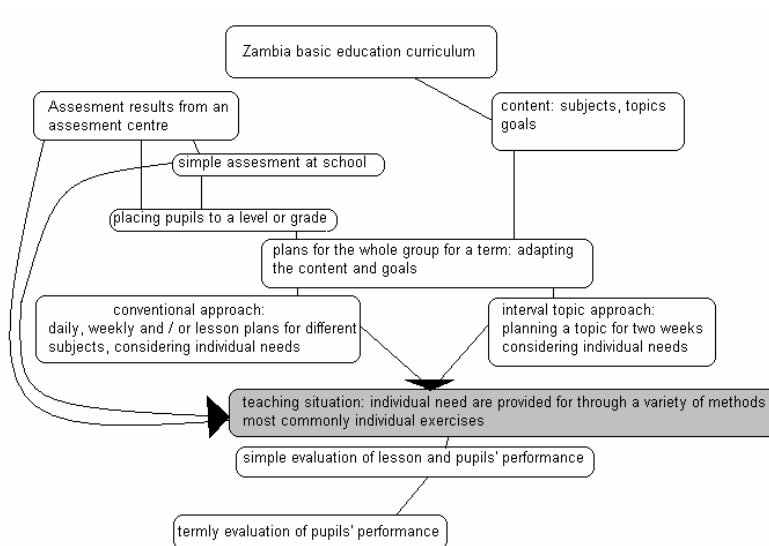 Zambia basic education curriculum
Assesment results from an
assesment centre
content: subjects, topics
goals
simple assesment at school
placing pupils to a level or grade
plans for the whole group for a term: adapting
the content and goals
conventional approach:
daily, weekly and / or lesson plans for different
subjects, considering individual needs
interval topic approach:
planning a topic for two weeks
considering individual needs
teaching situation: individual need are provided for through a variety of methods
most commonly individual exercises
simple evaluation of lesson and pupils' performance
termly evaluation of pupils' performance